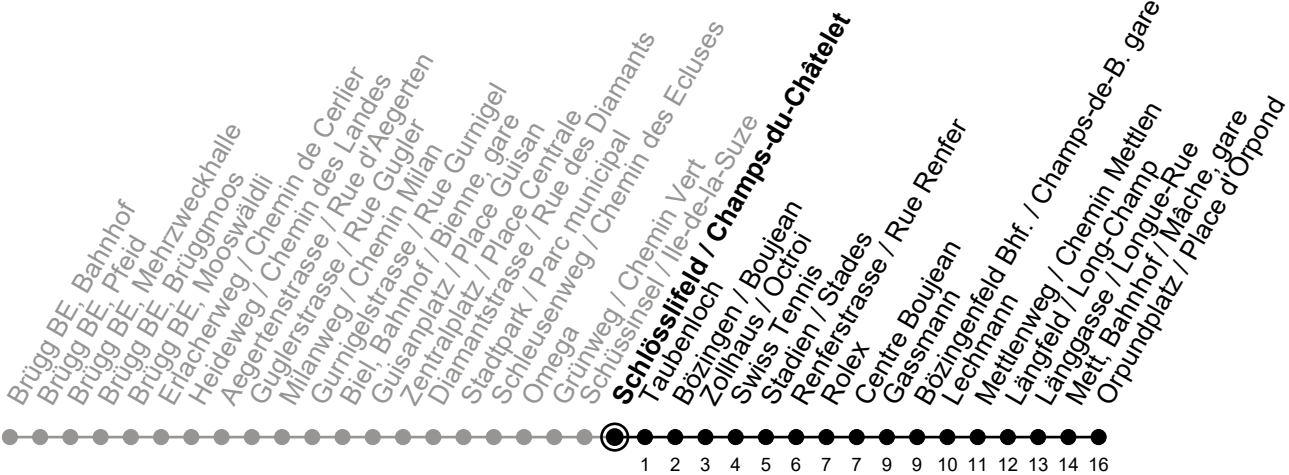 Brügg BE, Bahnhof
Brügg BE, Pfeid
Brügg BE, Mehrzweckhalle
Brügg BE, Brüggmoos
Brügg BE, Mooswäldli
Erlacherweg / Chemin de Cerlier
Heideweg / Chemin des Landes
Aegertenstrasse / Rue d'Aegerten
Guglerstrasse / Rue Gugler
Milanweg / Chemin Milan
Gurnigelstrasse / Rue Gurnigel
Biel, Bahnhof / Bienne, gare
Guisanplatz / Place Guisan
Zentralplatz / Place Centrale
Diamantstrasse / Rue des Diamants
Stadtpark / Parc municipal
Schleusenweg / Chemin des Ecluses
Omega
Grünweg / Chemin Vert
Schüssinsel / Ile-de-la-Suze
Schlösslifeld / Champs-du-Châtelet
Taubenloch
Bözingen / Boujean
Zollhaus / Octroi
Swiss Tennis
Stadien / Stades
Renferstrasse / Rue Renfer
Rolex
Centre Boujean
Gassmann
Bözingenfeld Bhf. / Champs-de-B. gare
Lechmann
Mettlenweg / Chemin Mettlen
Längfeld / Long-Champ
Länggasse / Longue-Rue
Mett, Bahnhof / Mâche, gare
Orpundplatz / Place d'Orpond
1 2 3 4 5 6 7 7 9 9 10 11 12 13 14 16